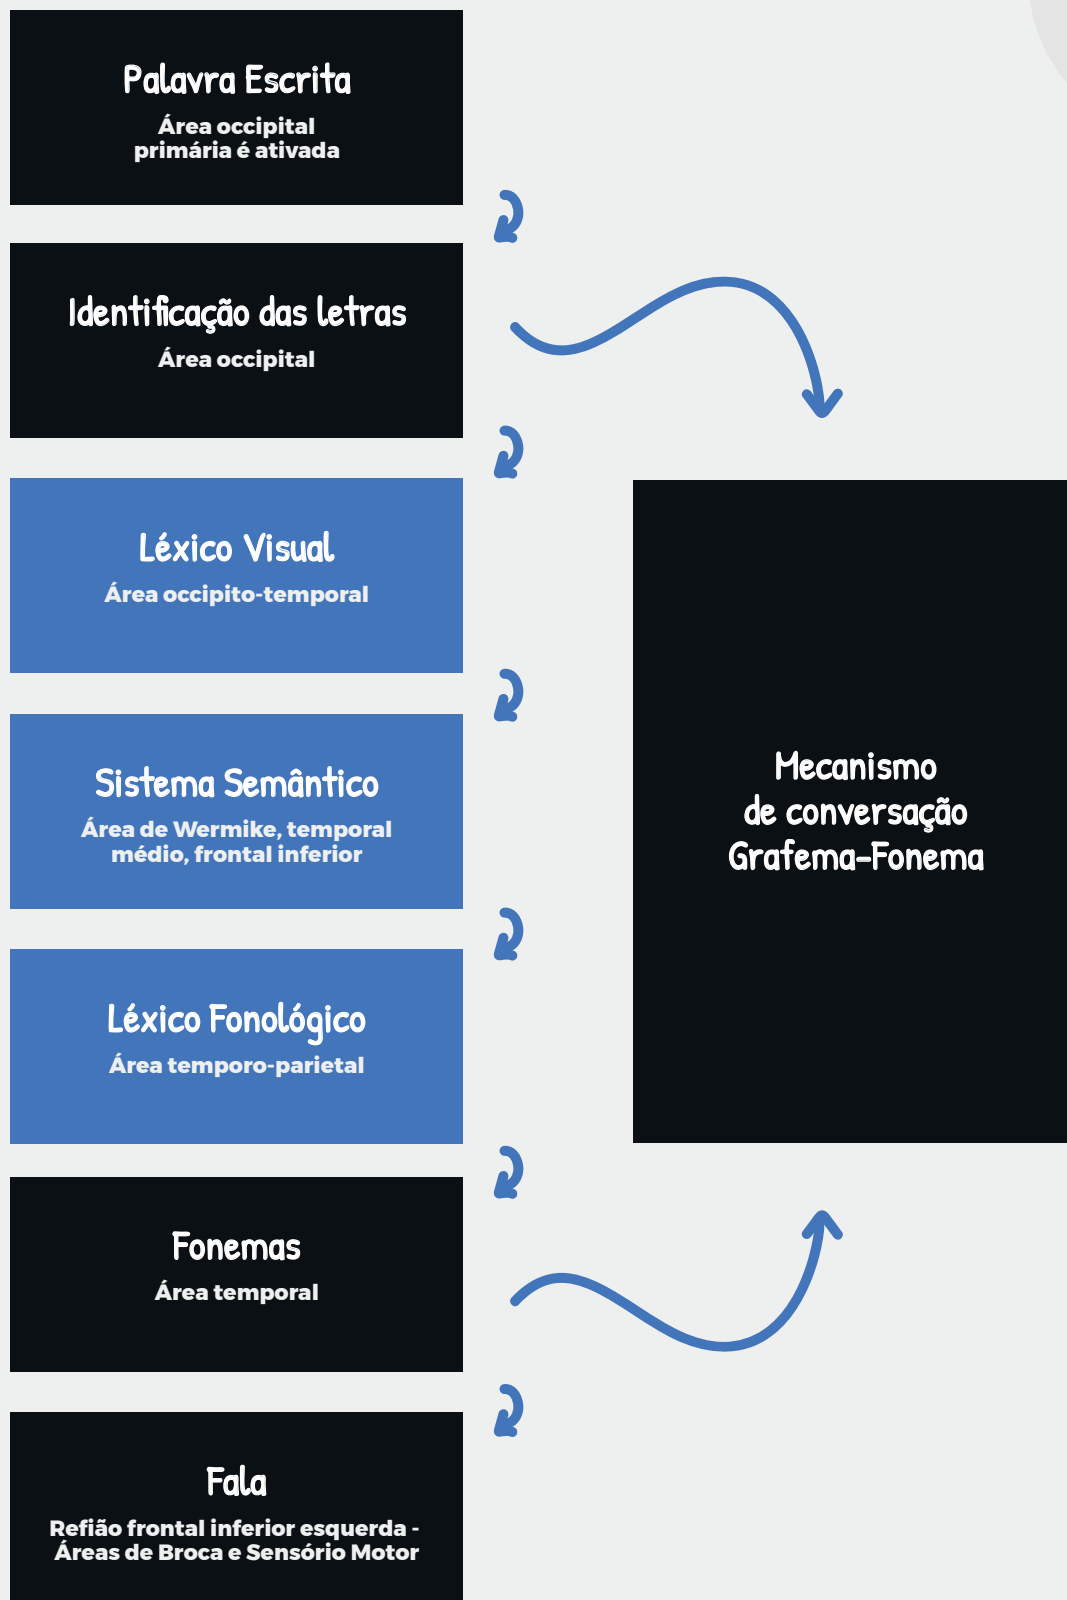 Palavra Escrita
Área occipital
primária é ativada
Identificação das letras
Área occipital
Léxico Visual
Área occipito-temporal
Sistema Semântico
Área de Wermike, temporal
médio, frontal inferior
Léxico Fonológico
Área temporo-parietal
Mecanismo
de conversação
Grafema-Fonema
Fonemas
Área temporal
Fala
Refião frontal inferior esquerda -
Áreas de Broca e Sensório Motor